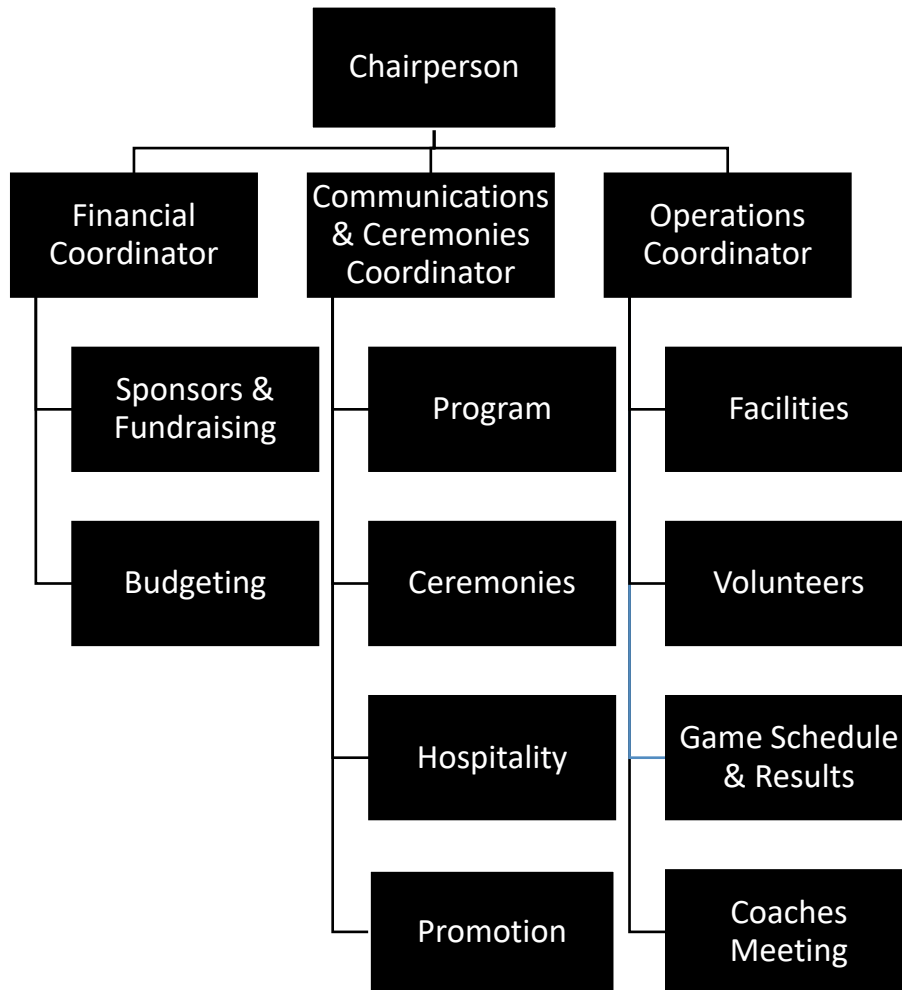 Chairperson
Financial
Coordinator
Communications
& Ceremonies
Coordinator
Operations
Coordinator
Sponsors &
Fundraising
Program
Facilities
Budgeting
Ceremonies
Volunteers
Hospitality
Game Schedule
& Results
Promotion
Coaches
Meeting